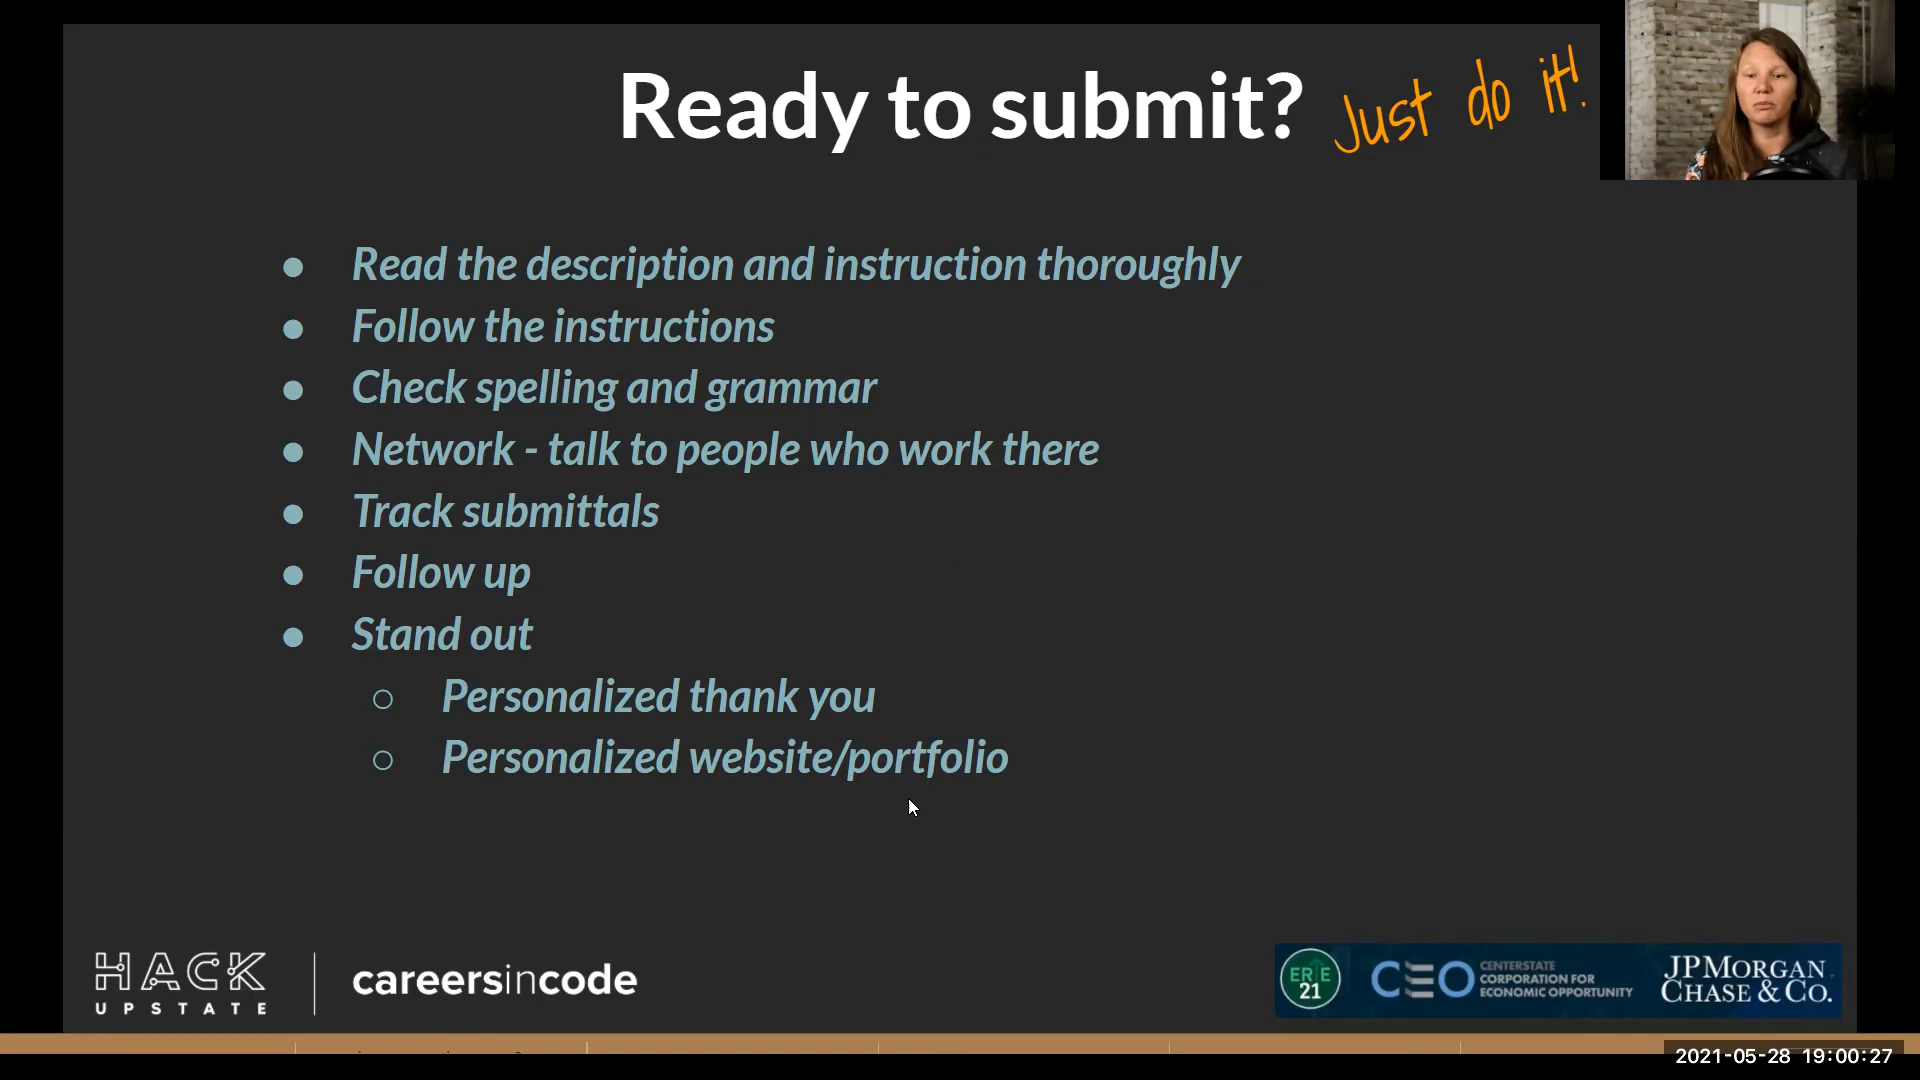 Ready to submit? Just do it!
● Read the description and instruction thoroughly
● Follow the instructions
● Check spelling and grammar
● Network - talk to people who work there
● Track submittals
● Follow up
● Stand out
○ Personalized thank you
○ Personalized website/portfolio
HACK
UPSTATE
careersincode
ERIE
21
CEO
CENTERSTATE
CORPORATION FOR
ECONOMIC OPPORTUNITY
JPMORGAN
CHASE & CO.
2021-05-28 19:00:27